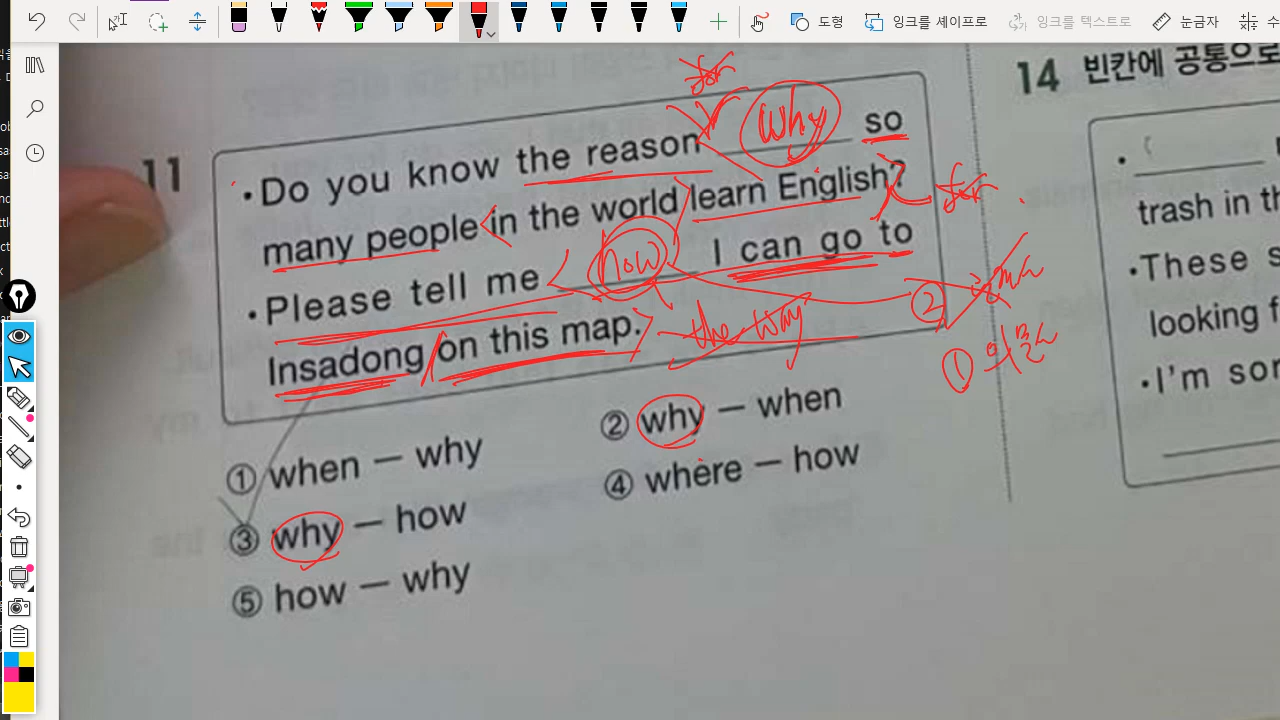 도형
잉크를 셰이프로
잉크를 텍스트로
눈금자
수
11
for
why
• Do you know the reason ________ so
many people in the world learn English?
for
• Please tell me ________ I can go to
how
Insadong on this map.
the way
②
① 의문사
① when – why
② why – when
③ why – how
④ where – how
⑤ how – why
14 빈칸에 공통으로
trash in th
• These s
looking f
• I'm sor